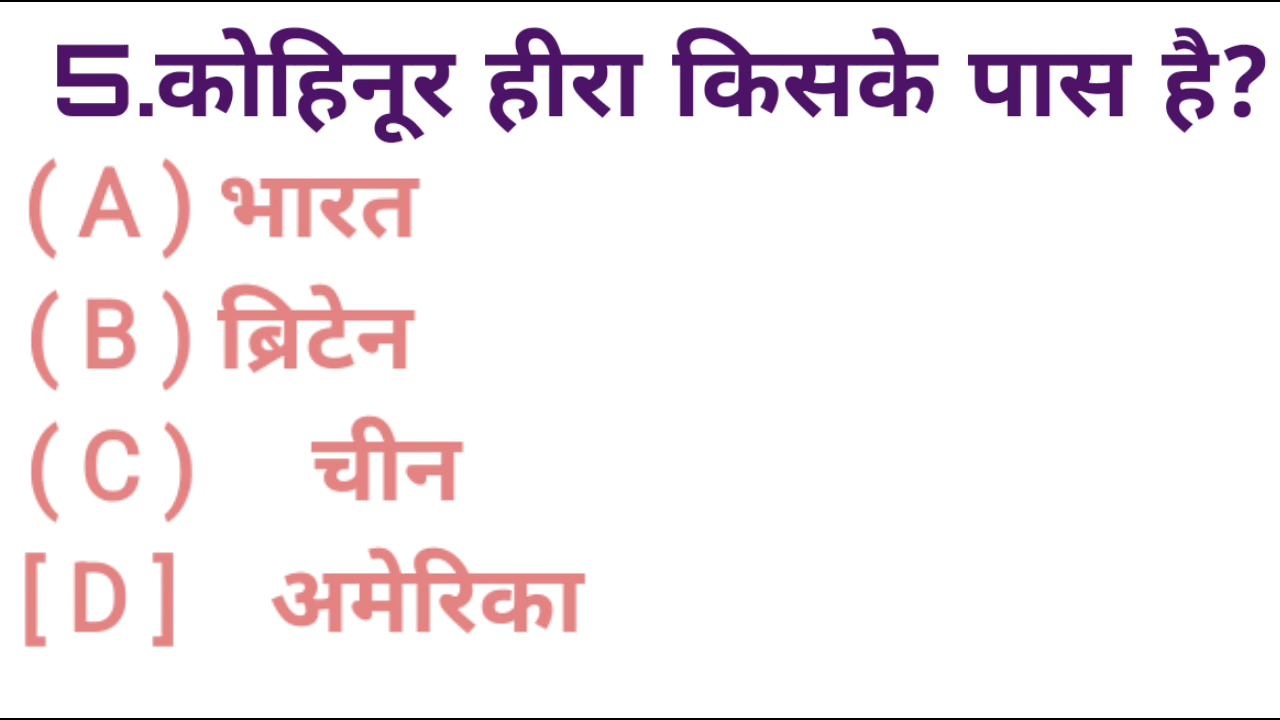 5.कोहिनूर हीरा किसके पास है?
( A ) भारत
( B ) ब्रिटेन
( C ) चीन
[ D ] अमेरिका